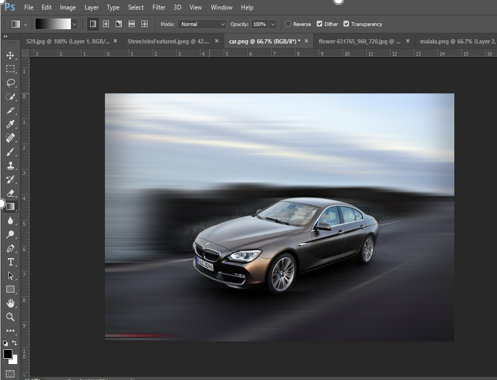 Ps File Edit Image Layer Type Select Filter 3D View Window Help
Mode: Normal Opacity: 100% Reverse Dither Transparency
529.jpg @ 100% (Layer 1, RGB/... × SteveJobsFeatured.jpeg @ 42,... × car.png @ 66.7% (RGB/8*) * × flower-631765_960_720.jpg @ ... × malala.png @ 66.7% (Layer 2,